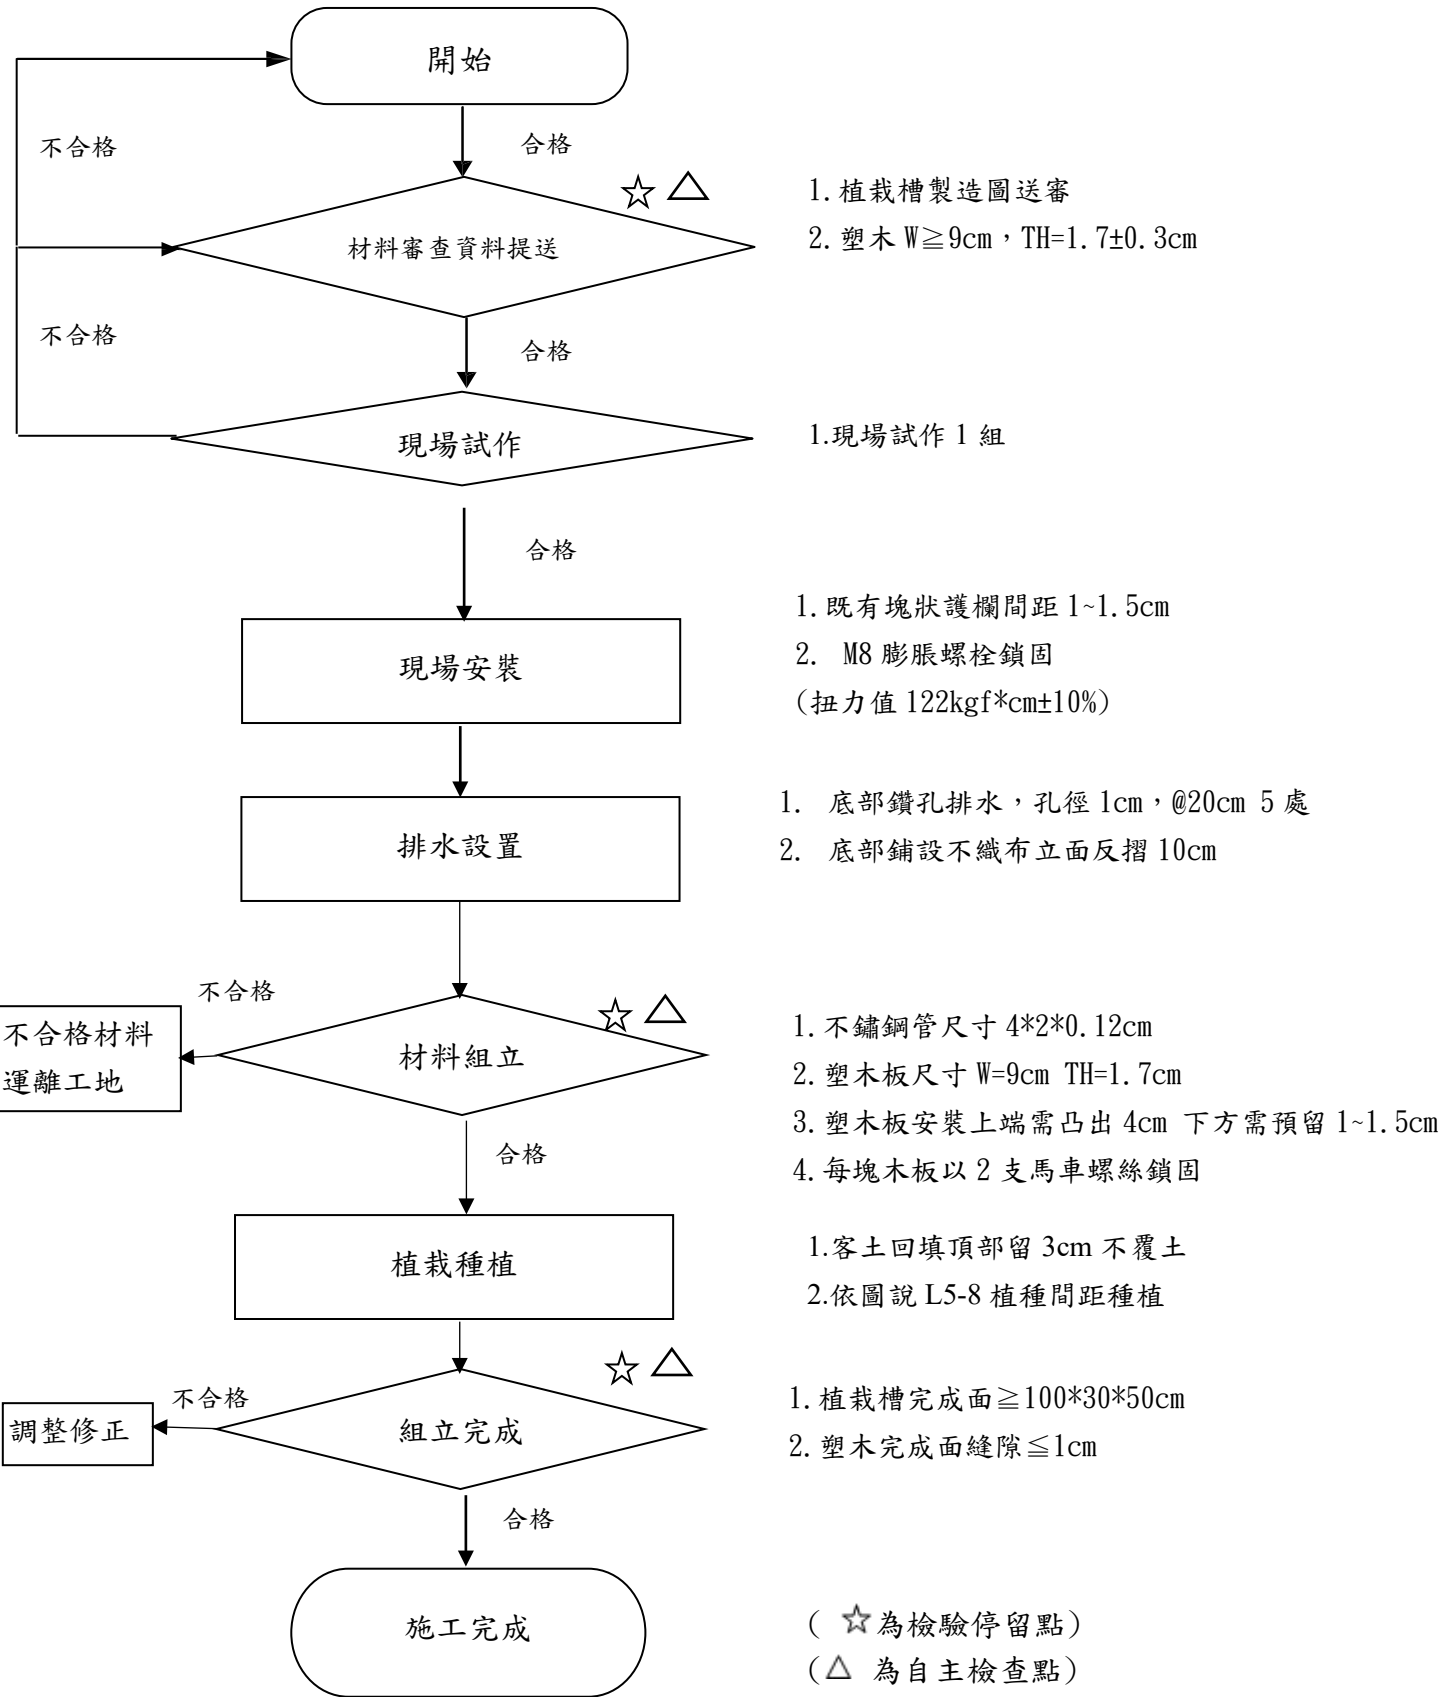 開始
不合格
合格
材料審查資料提送
1.植栽槽製造圖送審
2.塑木 W≧9cm，TH=1.7±0.3cm
不合格
合格
現場試作
1.現場試作 1 組
合格
現場安裝
1.既有塊狀護欄間距 1~1.5cm
2. M8 膨脹螺栓鎖固
(扭力值 122kgf*cm±10%)
排水設置
1. 底部鑽孔排水，孔徑 1cm，@20cm 5 處
2. 底部鋪設不織布立面反摺 10cm
不合格
不合格材料
運離工地
材料組立
1.不鏽鋼管尺寸 4*2*0.12cm
2.塑木板尺寸 W=9cm TH=1.7cm
3.塑木板安裝上端需凸出 4cm 下方需預留 1~1.5cm
4.每塊木板以 2 支馬車螺絲鎖固
合格
植栽種植
1.客土回填頂部留 3cm 不覆土
2.依圖說 L5-8 植種間距種植
不合格
調整修正
組立完成
1.植栽槽完成面≧100*30*50cm
2.塑木完成面縫隙≦1cm
合格
施工完成
( ☆為檢驗停留點)
(△ 為自主檢查點)